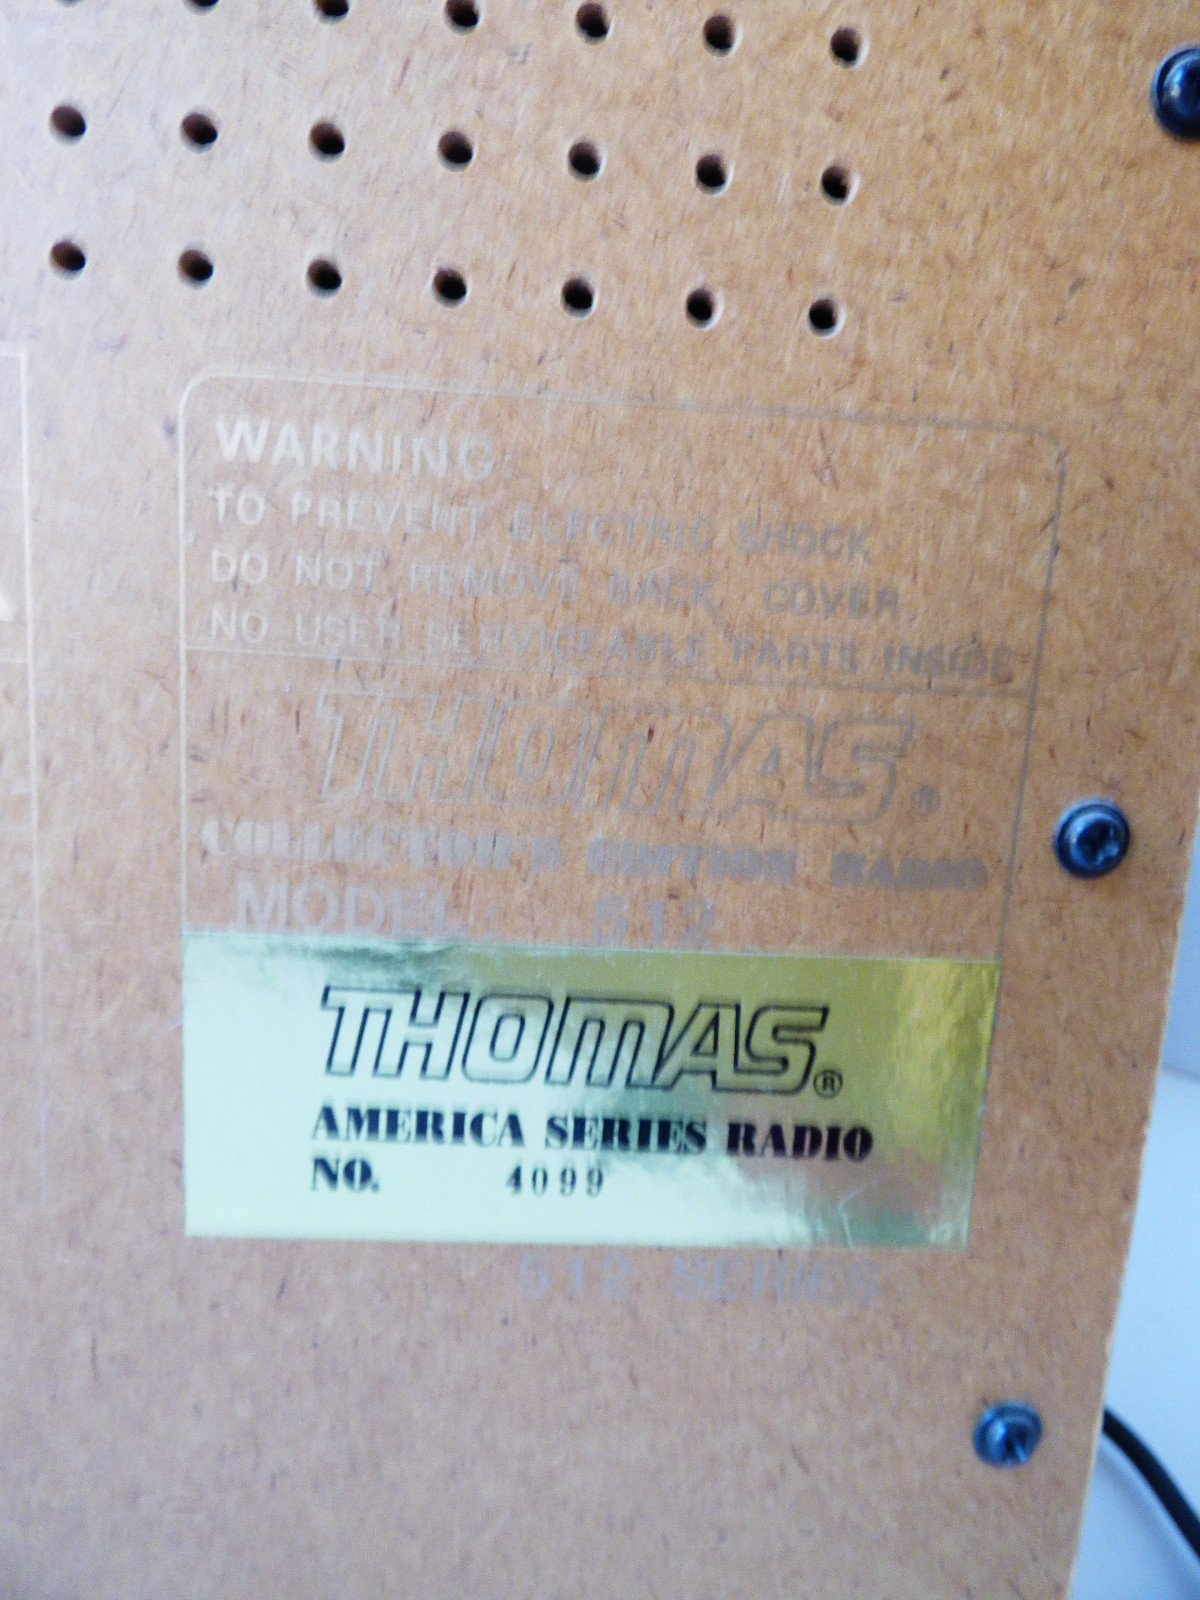 WARNING:
TO PREVENT ELECTRIC SHOCK
DO NOT REMOVE BACK COVER
NO USER SERVICEABLE PARTS INSIDE
THOMAS®
COLLECTOR'S EDITION RADIO
MODEL: 512
THOMAS®
AMERICA SERIES RADIO
NO. 4099
512 SERIES